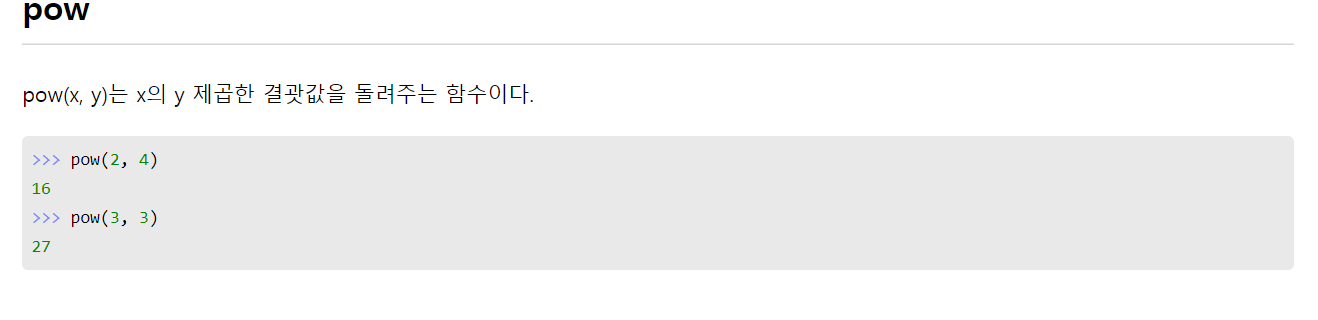 pow
pow(x, y)는 x의 y 제곱한 결괏값을 돌려주는 함수이다.
>>> pow(2, 4)
16
>>> pow(3, 3)
27